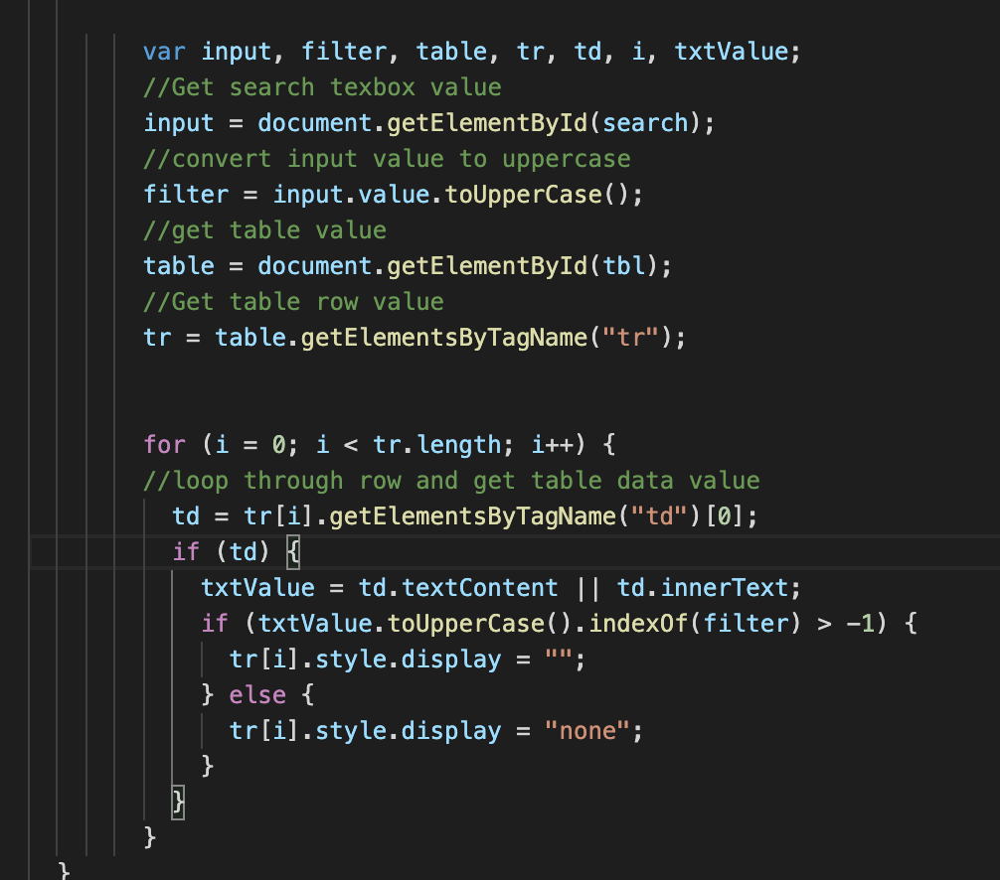 var input, filter, table, tr, td, i, txtValue;
//Get search texbox value
input = document.getElementById(search);
//convert input value to uppercase
filter = input.value.toUpperCase();
//get table value
table = document.getElementById(tbl);
//Get table row value
tr = table.getElementsByTagName("tr");
for (i = 0; i < tr.length; i++) {
//loop through row and get table data value
td = tr[i].getElementsByTagName("td")[0];
if (td) {
txtValue = td.textContent || td.innerText;
if (txtValue.toUpperCase().indexOf(filter) > -1) {
tr[i].style.display = "";
} else {
tr[i].style.display = "none";
}
}
}
}